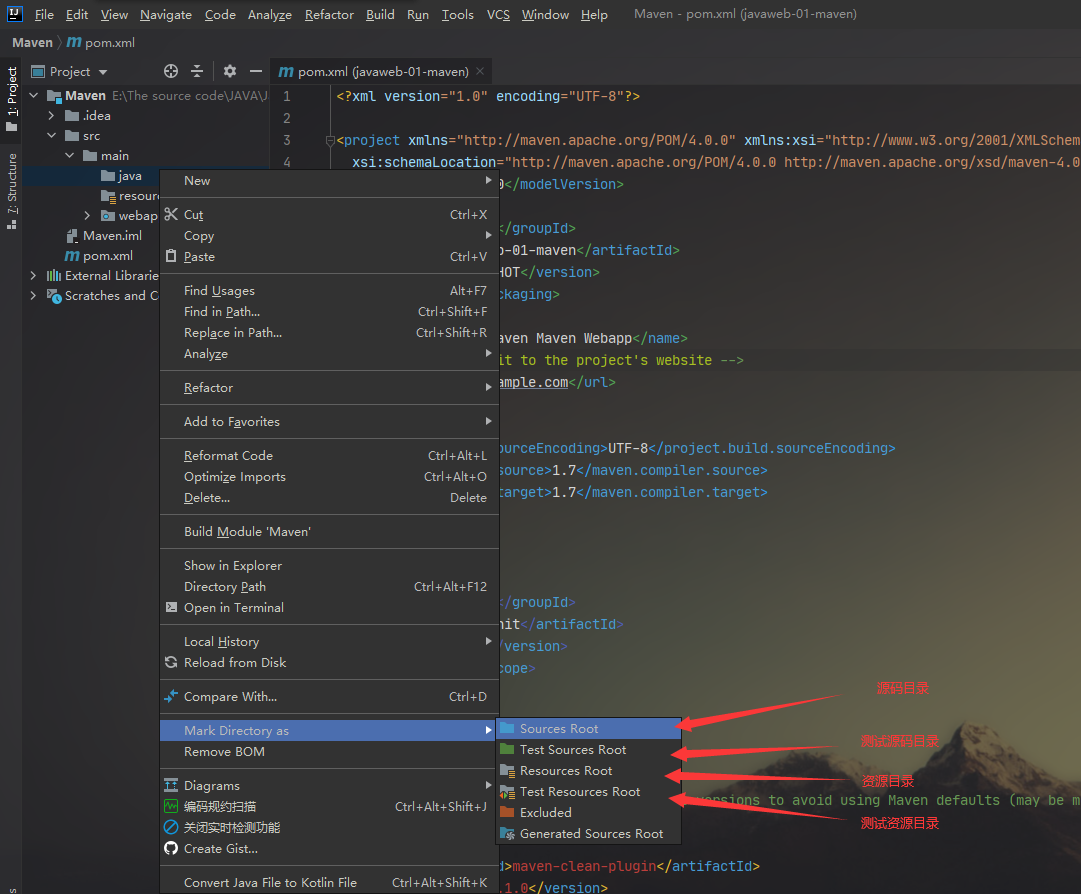 File Edit View Navigate Code Analyze Refactor Build Run Tools VCS Window Help Maven - pom.xml (javaweb-01-maven)
Maven pom.xml
Project
pom.xml (javaweb-01-maven)
1: Project
7: Structure
Maven E:\The source code\JAVA\J
.idea
src
main
java
resour
webap
Maven.iml
pom.xml
External Librarie
Scratches and C
1 <?xml version="1.0" encoding="UTF-8"?>
2
3 <project xmlns="http://maven.apache.org/POM/4.0.0" xmlns:xsi="http://www.w3.org/2001/XMLSchem
4 xsi:schemaLocation="http://maven.apache.org/POM/4.0.0 http://maven.apache.org/xsd/maven-4.0
0</modelVersion>
</groupId>
b-01-maven</artifactId>
HOT</version>
ckaging>
aven Maven Webapp</name>
it to the project's website -->
ample.com</url>
ourceEncoding>UTF-8</project.build.sourceEncoding>
source>1.7</maven.compiler.source>
target>1.7</maven.compiler.target>
</groupId>
nit</artifactId>
/version>
cope>
versions to avoid using Maven defaults (may be m
d>maven-clean-plugin</artifactId>
.1.0</version>
New
Cut Ctrl+X
Copy
Paste Ctrl+V
Find Usages Alt+F7
Find in Path... Ctrl+Shift+F
Replace in Path... Ctrl+Shift+R
Analyze
Refactor
Add to Favorites
Reformat Code Ctrl+Alt+L
Optimize Imports Ctrl+Alt+O
Delete... Delete
Build Module 'Maven'
Show in Explorer
Directory Path Ctrl+Alt+F12
Open in Terminal
Local History
Reload from Disk
Compare With... Ctrl+D
Mark Directory as
Remove BOM
Diagrams
编码规约扫描 Ctrl+Alt+Shift+J
关闭实时检测功能
Create Gist...
Convert Java File to Kotlin File Ctrl+Alt+Shift+K
Sources Root
Test Sources Root
Resources Root
Test Resources Root
Excluded
Generated Sources Root
源码目录
测试源码目录
资源目录
测试资源目录